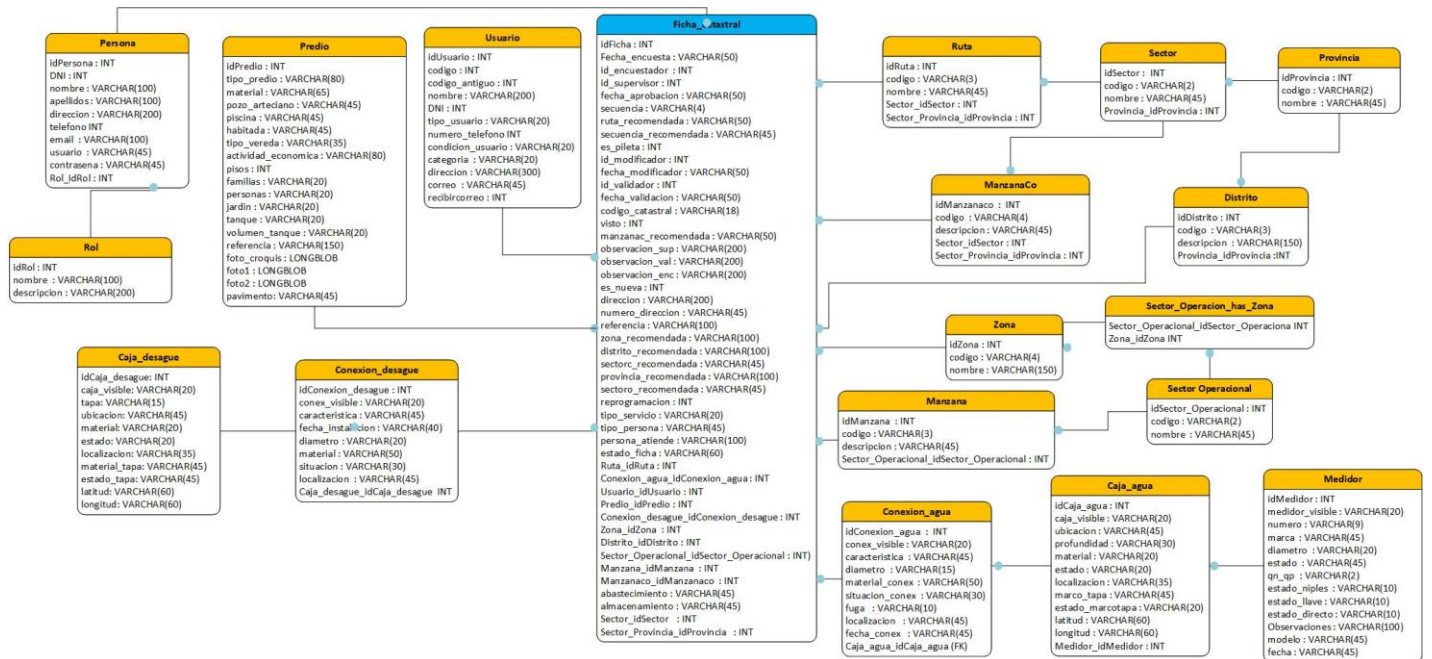 Persona
idPersona : INT
DNI : INT
nombre : VARCHAR(100)
apellidos : VARCHAR(100)
direccion : VARCHAR(200)
telefono INT
email : VARCHAR(100)
usuario : VARCHAR(45)
contrasena : VARCHAR(45)
Rol_IdRol : INT
Rol
idRol : INT
nombre : VARCHAR(100)
descripcion : VARCHAR(200)
Predio
idPredio : INT
tipo_predio : VARCHAR(80)
material : VARCHAR(65)
pozo_arteciano : VARCHAR(45)
piscina : VARCHAR(45)
habitada : VARCHAR(45)
tipo_vereda : VARCHAR(35)
actividad_economica : VARCHAR(80)
pisos : INT
familias : VARCHAR(20)
personas : VARCHAR(20)
jardin : VARCHAR(20)
tanque : VARCHAR(20)
volumen_tanque : VARCHAR(20)
referencia : VARCHAR(150)
foto_croquis : LONGBLOB
foto1 : LONGBLOB
foto2 : LONGBLOB
pavimento: VARCHAR(45)
Usuario
idUsuario : INT
codigo : INT
codigo_antiguo : INT
nombre : VARCHAR(200)
DNI : INT
tipo_usuario : VARCHAR(20)
numero_telefono INT
condicion_usuario : VARCHAR(20)
categoria : VARCHAR(20)
direccion : VARCHAR(300)
correo : VARCHAR(45)
recibircorreo : INT
Caja_desague
idCaja_desague: INT
caja_visible: VARCHAR(20)
tapa: VARCHAR(15)
ubicacion: VARCHAR(45)
material: VARCHAR(20)
estado: VARCHAR(20)
localizacion: VARCHAR(35)
material_tapa: VARCHAR(45)
estado_tapa: VARCHAR(45)
latitud: VARCHAR(60)
longitud: VARCHAR(60)
Conexion_desague
idConexion_desague : INT
conex_visible: VARCHAR(20)
caracteristica : VARCHAR(45)
fecha_instalacion : VARCHAR(40)
diametro : VARCHAR(20)
material : VARCHAR(50)
situacion : VARCHAR(30)
localizacion : VARCHAR(45)
Caja_desague_idCaja_desague INT
Ficha_catastral
idFicha : INT
Fecha_encuesta : VARCHAR(50)
id_encuestador : INT
id_supervisor : INT
fecha_aprobacion : VARCHAR(50)
secuencia : VARCHAR(4)
ruta_recomendada : VARCHAR(50)
secuencia_recomendada : VARCHAR(45)
es_pileta : INT
id_modificador : INT
fecha_modificador : VARCHAR(50)
id_validador : INT
fecha_validacion : VARCHAR(50)
codigo_catastral : VARCHAR(18)
visto : INT
manzanac_recomendada : VARCHAR(50)
observacion_sup : VARCHAR(200)
observacion_val : VARCHAR(200)
observacion_enc : VARCHAR(200)
es_nueva : INT
direccion : VARCHAR(200)
numero_direccion : VARCHAR(45)
referencia : VARCHAR(100)
zona_recomendada : VARCHAR(100)
distrito_recomendada : VARCHAR(100)
sectorc_recomendada : VARCHAR(45)
provincia_recomendada : VARCHAR(100)
sectoro_recomendada : VARCHAR(45)
reprogramacion : INT
tipo_servicio : VARCHAR(20)
tipo_persona : VARCHAR(45)
persona_atiende : VARCHAR(100)
estado_ficha : VARCHAR(60)
Ruta_idRuta : INT
Conexion_agua_idConexion_agua : INT
Usuario_idUsuario : INT
Predio_idPredio : INT
Conexion_desague_idConexion_desague : INT
Zona_idZona : INT
Distrito_idDistrito : INT
Sector_Operacional_idSector_Operacional : INT)
Manzana_idManzana : INT
Manzanaco_idManzanaco : INT
abastecimiento : VARCHAR(45)
almacenamiento : VARCHAR(45)
Sector_idSector : INT
Sector_Provincia_idProvincia : INT
Ruta
idRuta : INT
codigo : VARCHAR(3)
nombre : VARCHAR(45)
Sector_idSector : INT
Sector_Provincia_idProvincia : INT
Sector
idSector : INT
codigo : VARCHAR(2)
nombre : VARCHAR(45)
Provincia_idProvincia : INT
Provincia
idProvincia : INT
codigo : VARCHAR(2)
nombre : VARCHAR(45)
ManzanaCo
idManzanaco : INT
codigo : VARCHAR(4)
descripcion : VARCHAR(45)
Sector_idSector : INT
Sector_Provincia_idProvincia : INT
Distrito
idDistrito : INT
codigo : VARCHAR(3)
descripcion : VARCHAR(150)
Provincia_idProvincia :INT
Zona
idZona : INT
codigo : VARCHAR(4)
nombre : VARCHAR(150)
Sector_Operacion_has_Zona
Sector_Operacional_idSector_Operaciona INT
Zona_idZona INT
Manzana
idManzana : INT
codigo : VARCHAR(3)
descripcion : VARCHAR(45)
Sector_Operacional_idSector_Operacional : INT
Sector Operacional
idSector_Operacional : INT
codigo : VARCHAR(2)
nombre : VARCHAR(45)
Conexion_agua
idConexion_agua : INT
conex_visible : VARCHAR(20)
caracteristica : VARCHAR(45)
diametro : VARCHAR(15)
material_conex : VARCHAR(50)
situacion_conex : VARCHAR(30)
fuga : VARCHAR(10)
localizacion : VARCHAR(45)
fecha_conex : VARCHAR(45)
Caja_agua_idCaja_agua (FK)
Caja_agua
idCaja_agua : INT
caja_visible : VARCHAR(20)
ubicacion : VARCHAR(45)
profundidad : VARCHAR(30)
material : VARCHAR(20)
estado : VARCHAR(20)
localizacion : VARCHAR(35)
marco_tapa : VARCHAR(45)
estado_marcotapa : VARCHAR(20)
latitud : VARCHAR(60)
longitud : VARCHAR(60)
Medidor_idMedidor : INT
Medidor
idMedidor : INT
medidor_visible : VARCHAR(20)
numero : VARCHAR(9)
marca : VARCHAR(45)
diametro : VARCHAR(20)
estado : VARCHAR(45)
qn_qp : VARCHAR(2)
estado_niples : VARCHAR(10)
estado_llave : VARCHAR(10)
estado_directo : VARCHAR(10)
Observaciones : VARCHAR(100)
modelo : VARCHAR(45)
fecha : VARCHAR(45)